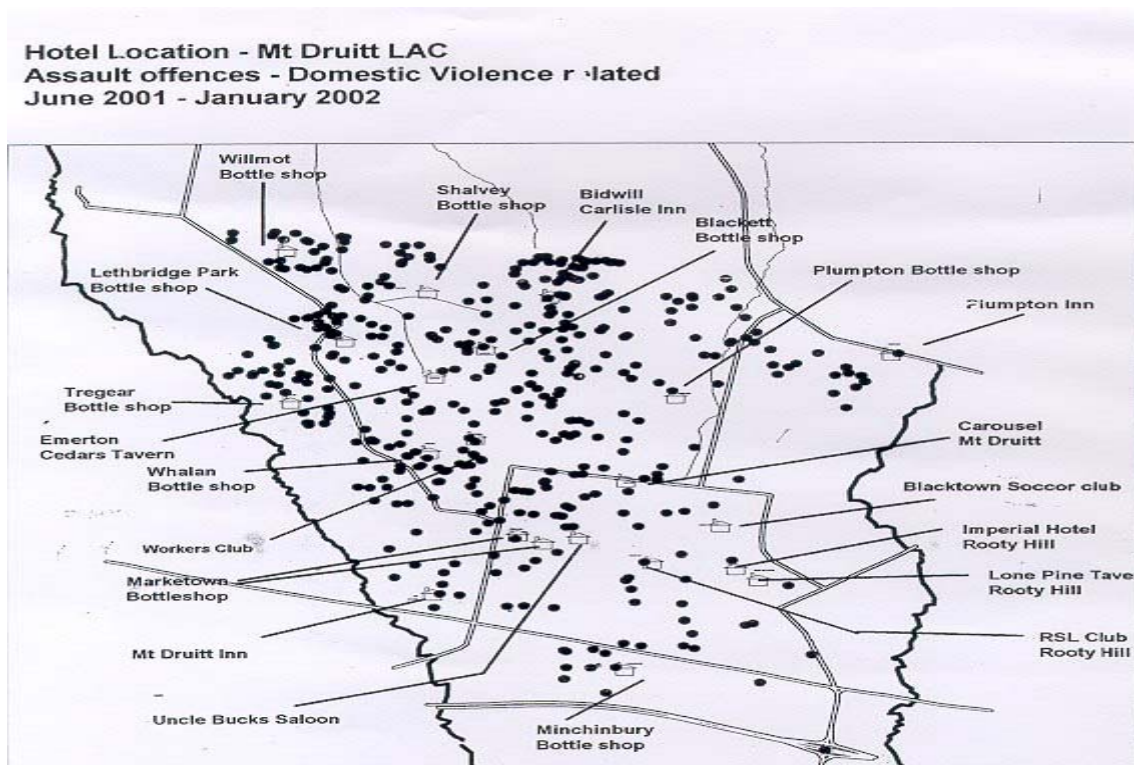 Hotel Location - Mt Druitt LAC
Assault offences - Domestic Violence r lated
June 2001 - January 2002
Willmot
Bottle shop
Shalvey
Bottle shop
Bidwill
Carlisle Inn
Blackett
Bottle shop
Plumpton Bottle shop
Plumpton Inn
Lethbridge Park
Bottle shop
Tregear
Bottle shop
Emerton
Cedars Tavern
Whalan
Bottle shop
Workers Club
Marketown
Bottleshop
Mt Druitt Inn
Uncle Bucks Saloon
Minchinbury
Bottle shop
Carousel
Mt Druitt
Blacktown Soccor club
Imperial Hotel
Rooty Hill
Lone Pine Tave
Rooty Hill
RSL Club
Rooty Hill